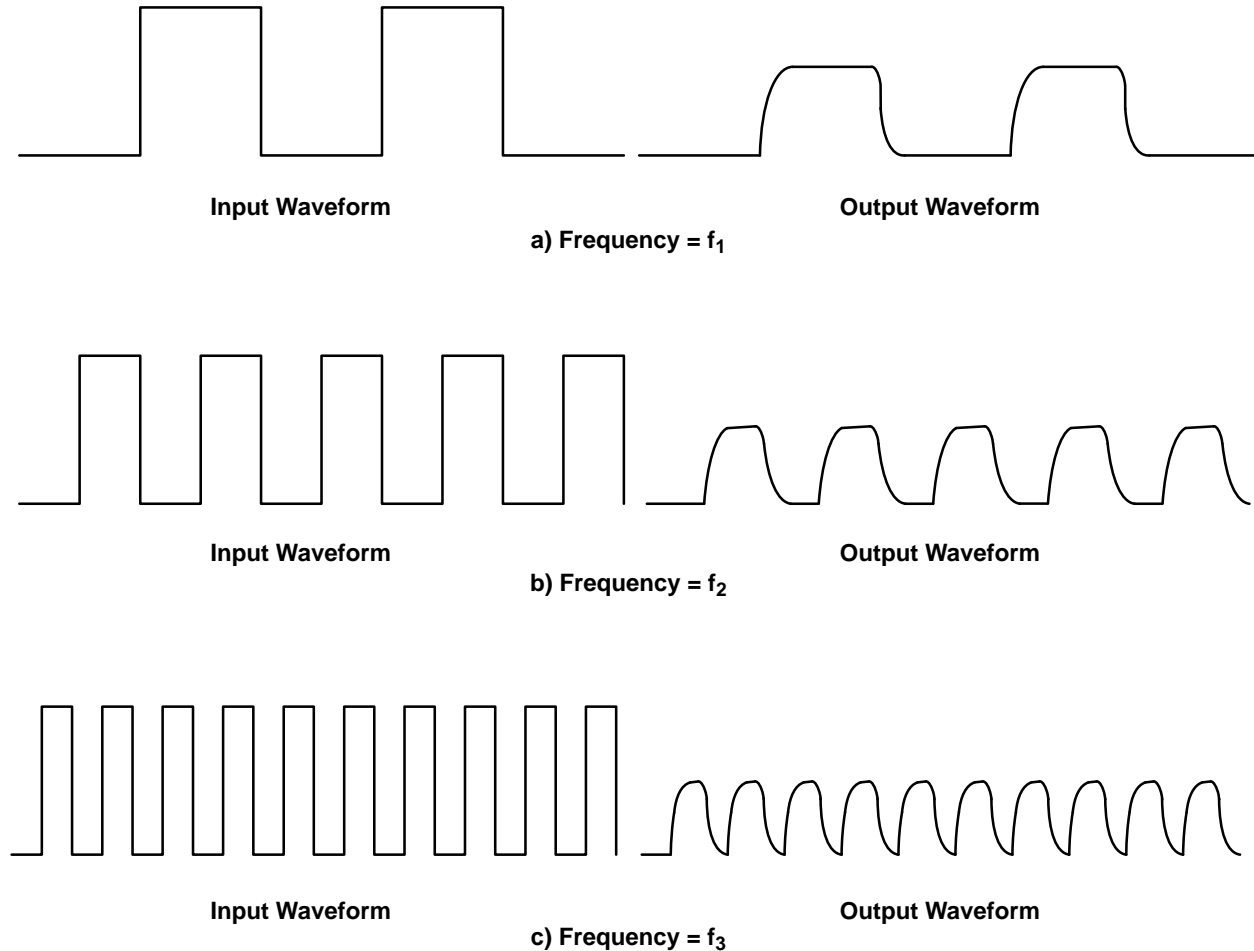 Input Waveform
Output Waveform
a) Frequency = f₁
Input Waveform
Output Waveform
b) Frequency = f₂
Input Waveform
Output Waveform
c) Frequency = f₃